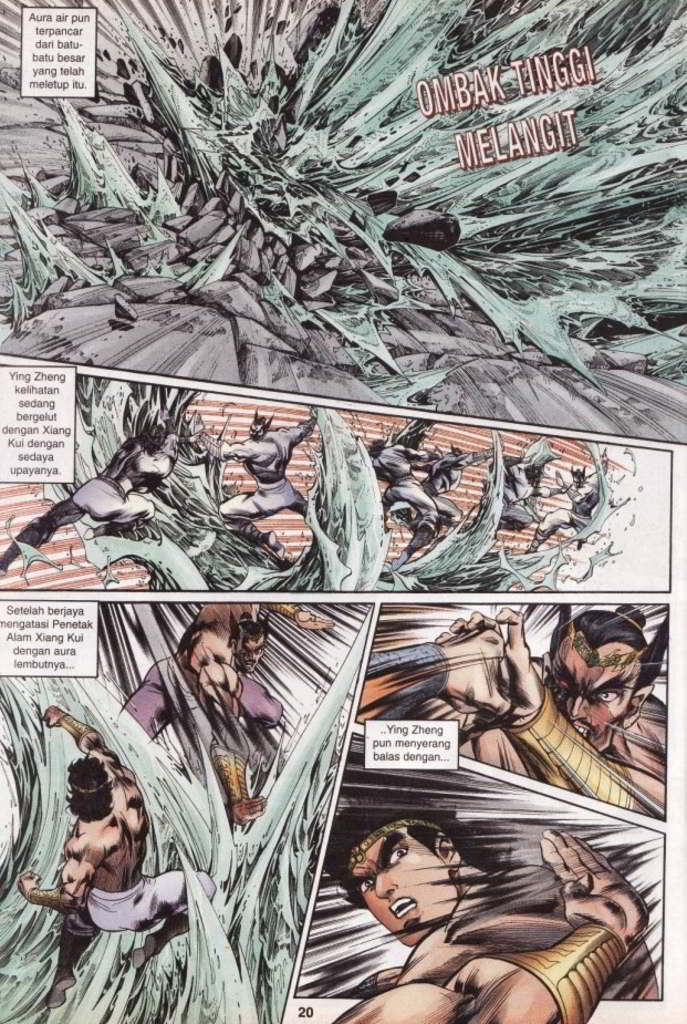 Aura air pun
terpancar
dari batu-
batu besar
yang telah
meletup itu.
OMBAK TINGGI
MELANGIT
Ying Zheng
kelihatan
sedang
bergelut
dengan Xiang
Kui dengan
sedaya
upayanya.
Setelah berjaya
mengatasi Penetak
Alam Xiang Kui
dengan aura
lembutnya...
..Ying Zheng
pun menyerang
balas dengan...
20